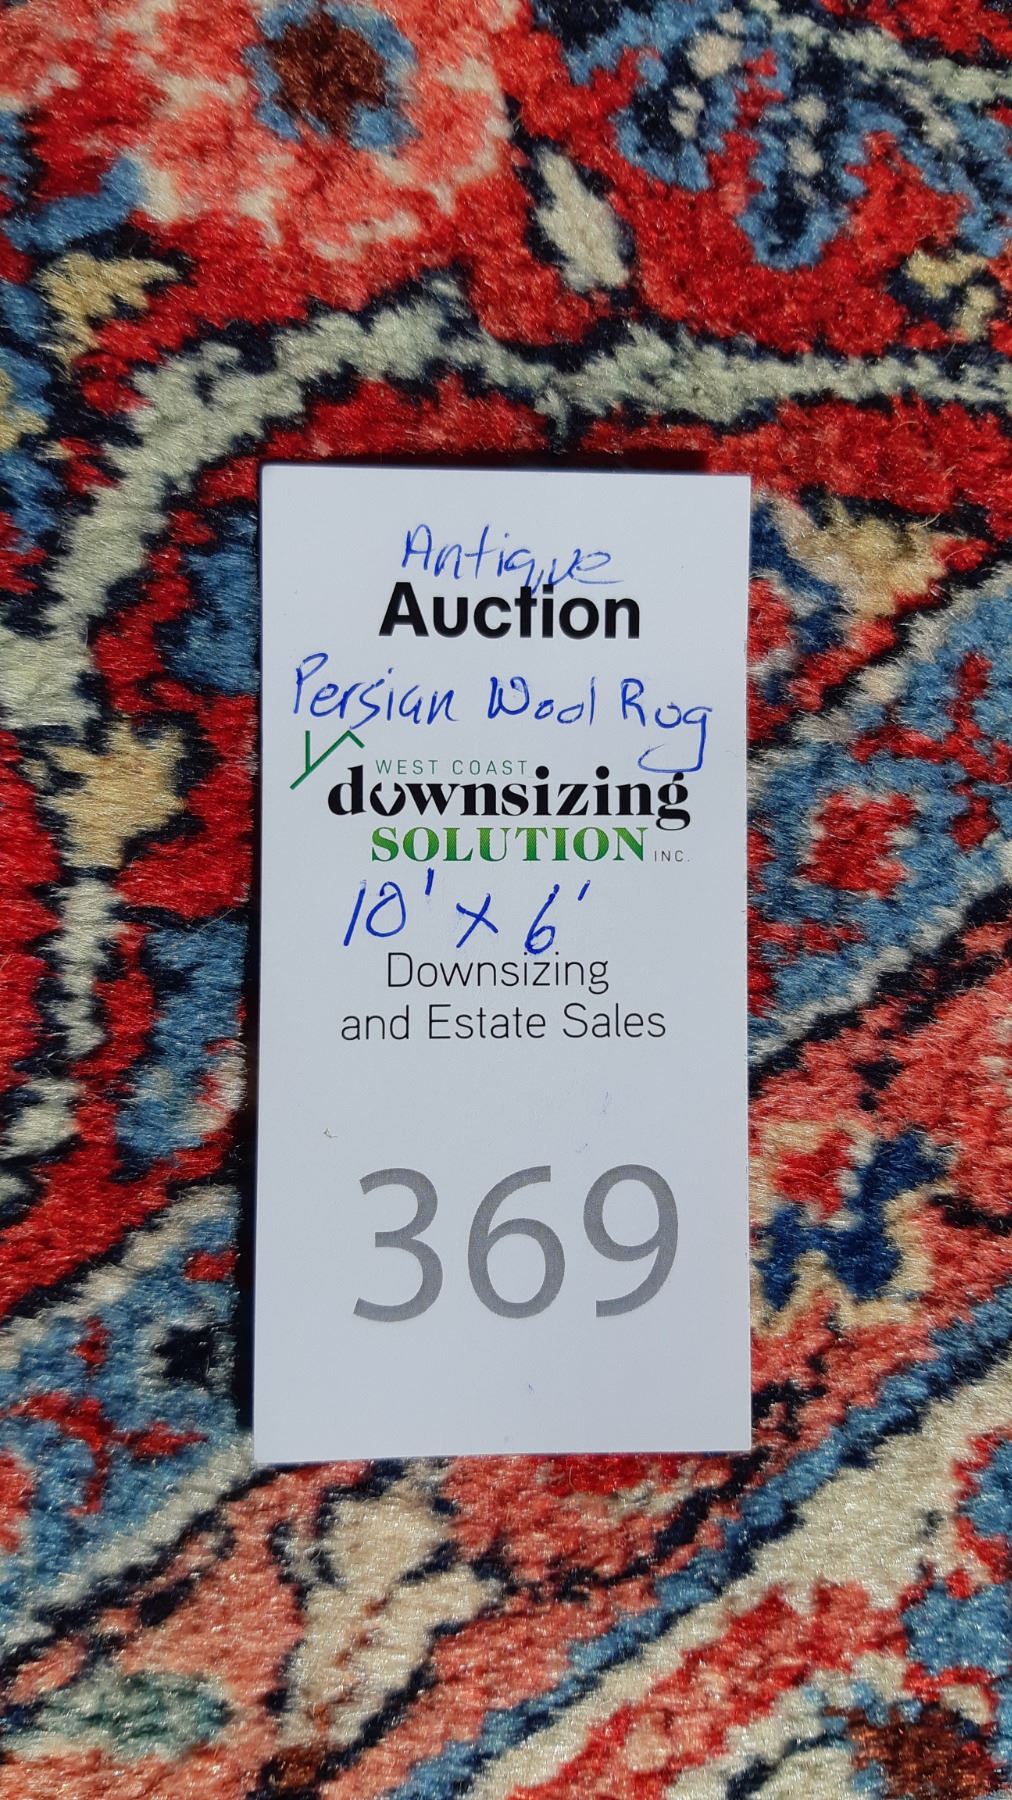 Antique
Auction
Persian Wool Rug
WEST COAST
downsizing
SOLUTION INC.
10' x 6'
Downsizing
and Estate Sales
369